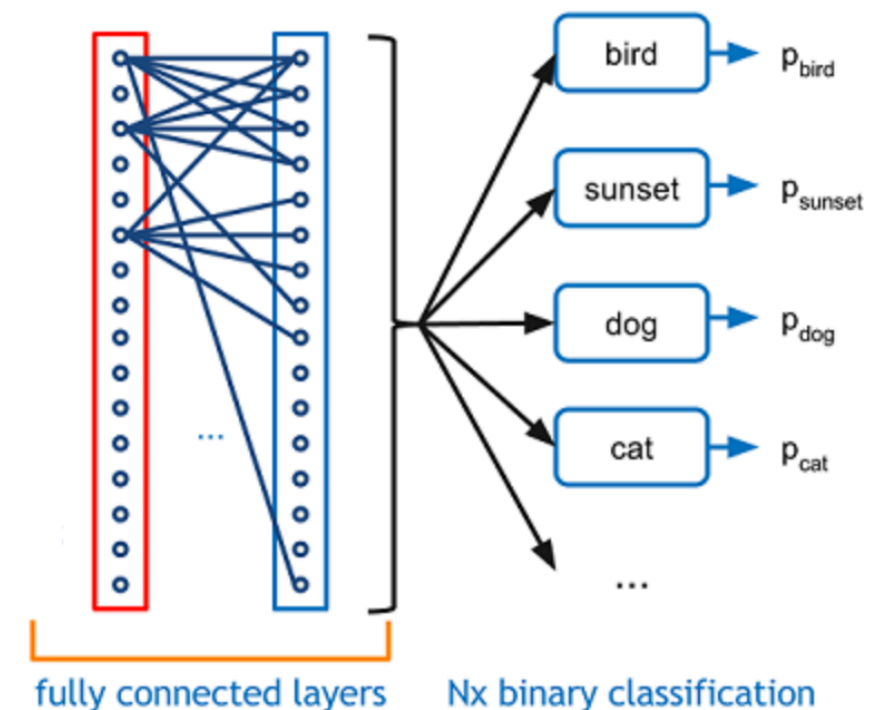 bird
p_bird
sunset
p_sunset
dog
p_dog
cat
p_cat
...
...
fully connected layers
Nx binary classification